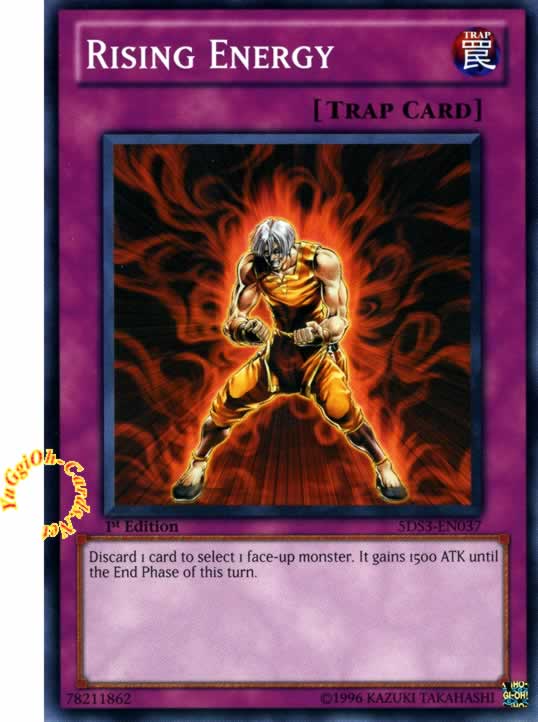 RISING ENERGY
TRAP
罠
[TRAP CARD]
YuGgiOh-Cards.Net
1st Edition
5DS3-EN037
Discard 1 card to select 1 face-up monster. It gains 1500 ATK until
the End Phase of this turn.
78211862
©1996 KAZUKI TAKAHASHI
GI-OH!